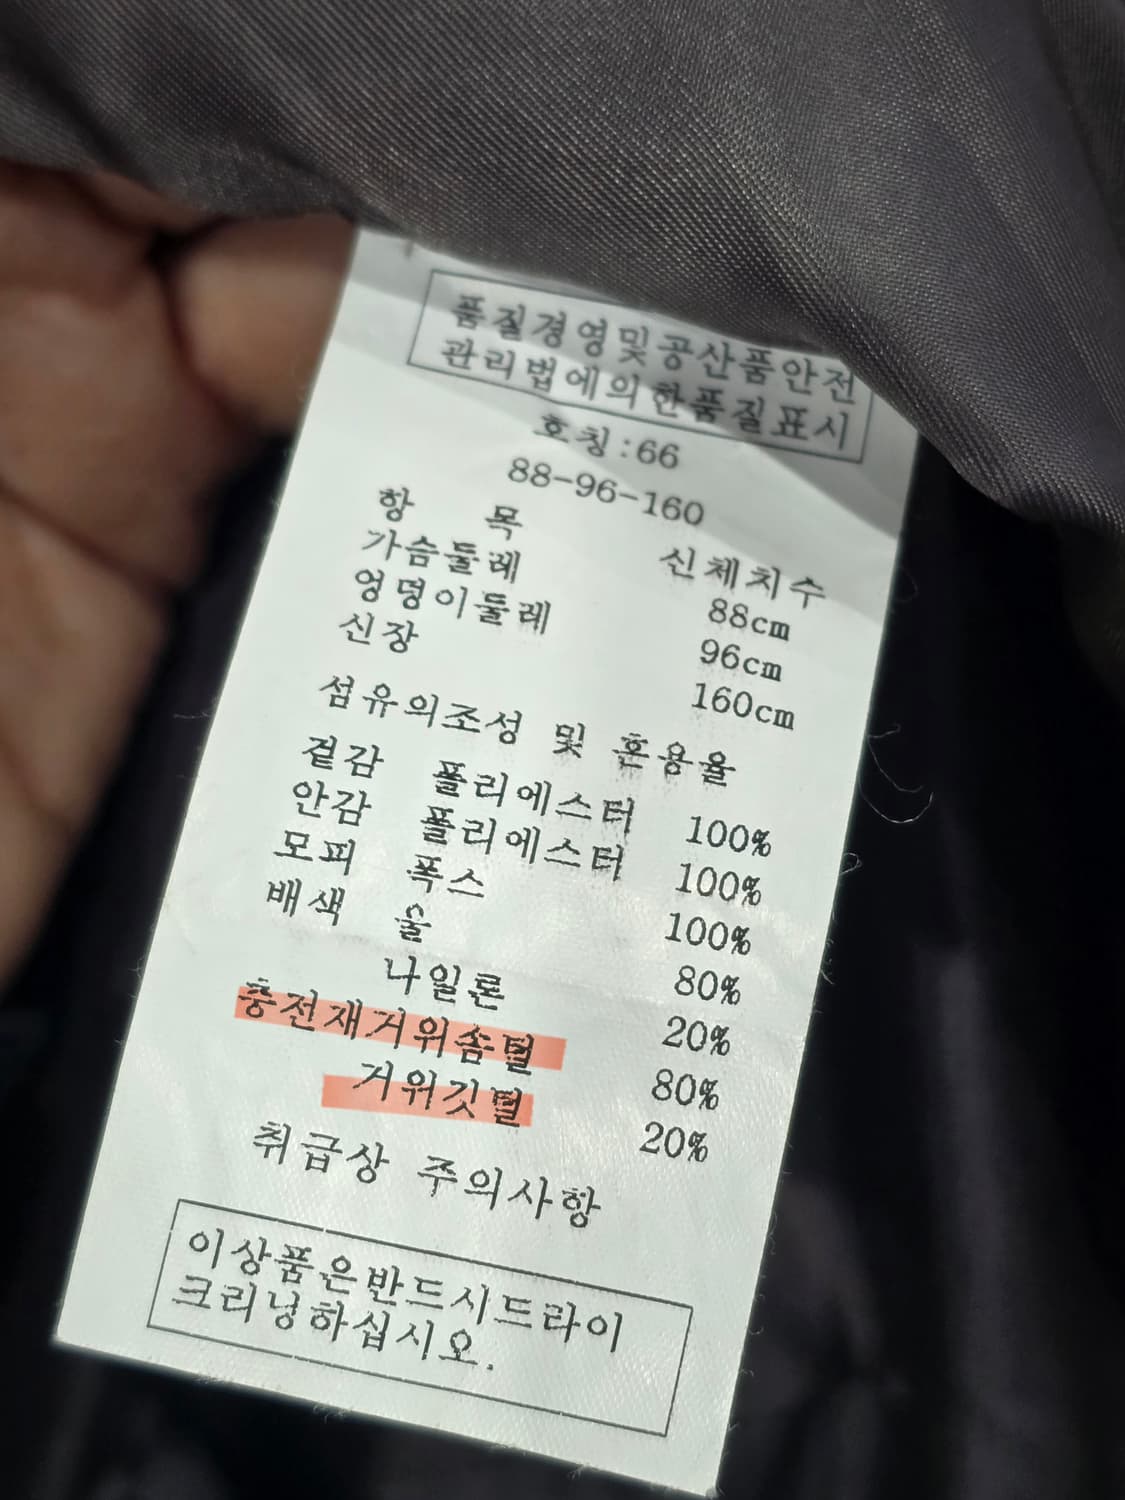 품질경영및공산품안전
관리법에의한품질표시
호칭:66
88-96-160
항 목 신체치수
가슴둘레 88cm
엉덩이둘레 96cm
신장 160cm
섬유의조성 및 혼용율
겉감 폴리에스터 100%
안감 폴리에스터 100%
모피 폭스 100%
배색 울 80%
나일론 20%
충전재거위솜털 80%
거위깃털 20%
취급상 주의사항
이상품은반드시드라이
크리닝하십시오.